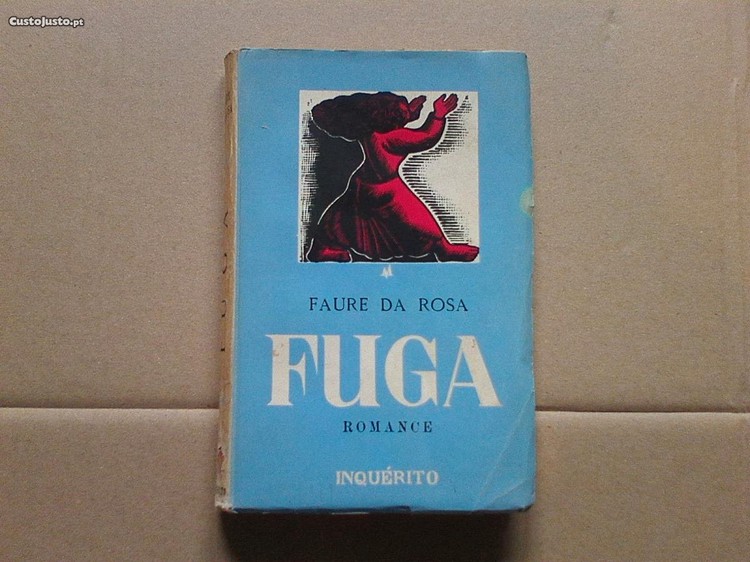 CustoJusto.pt
FAURE DA ROSA
FUGA
ROMANCE
INQUÉRITO